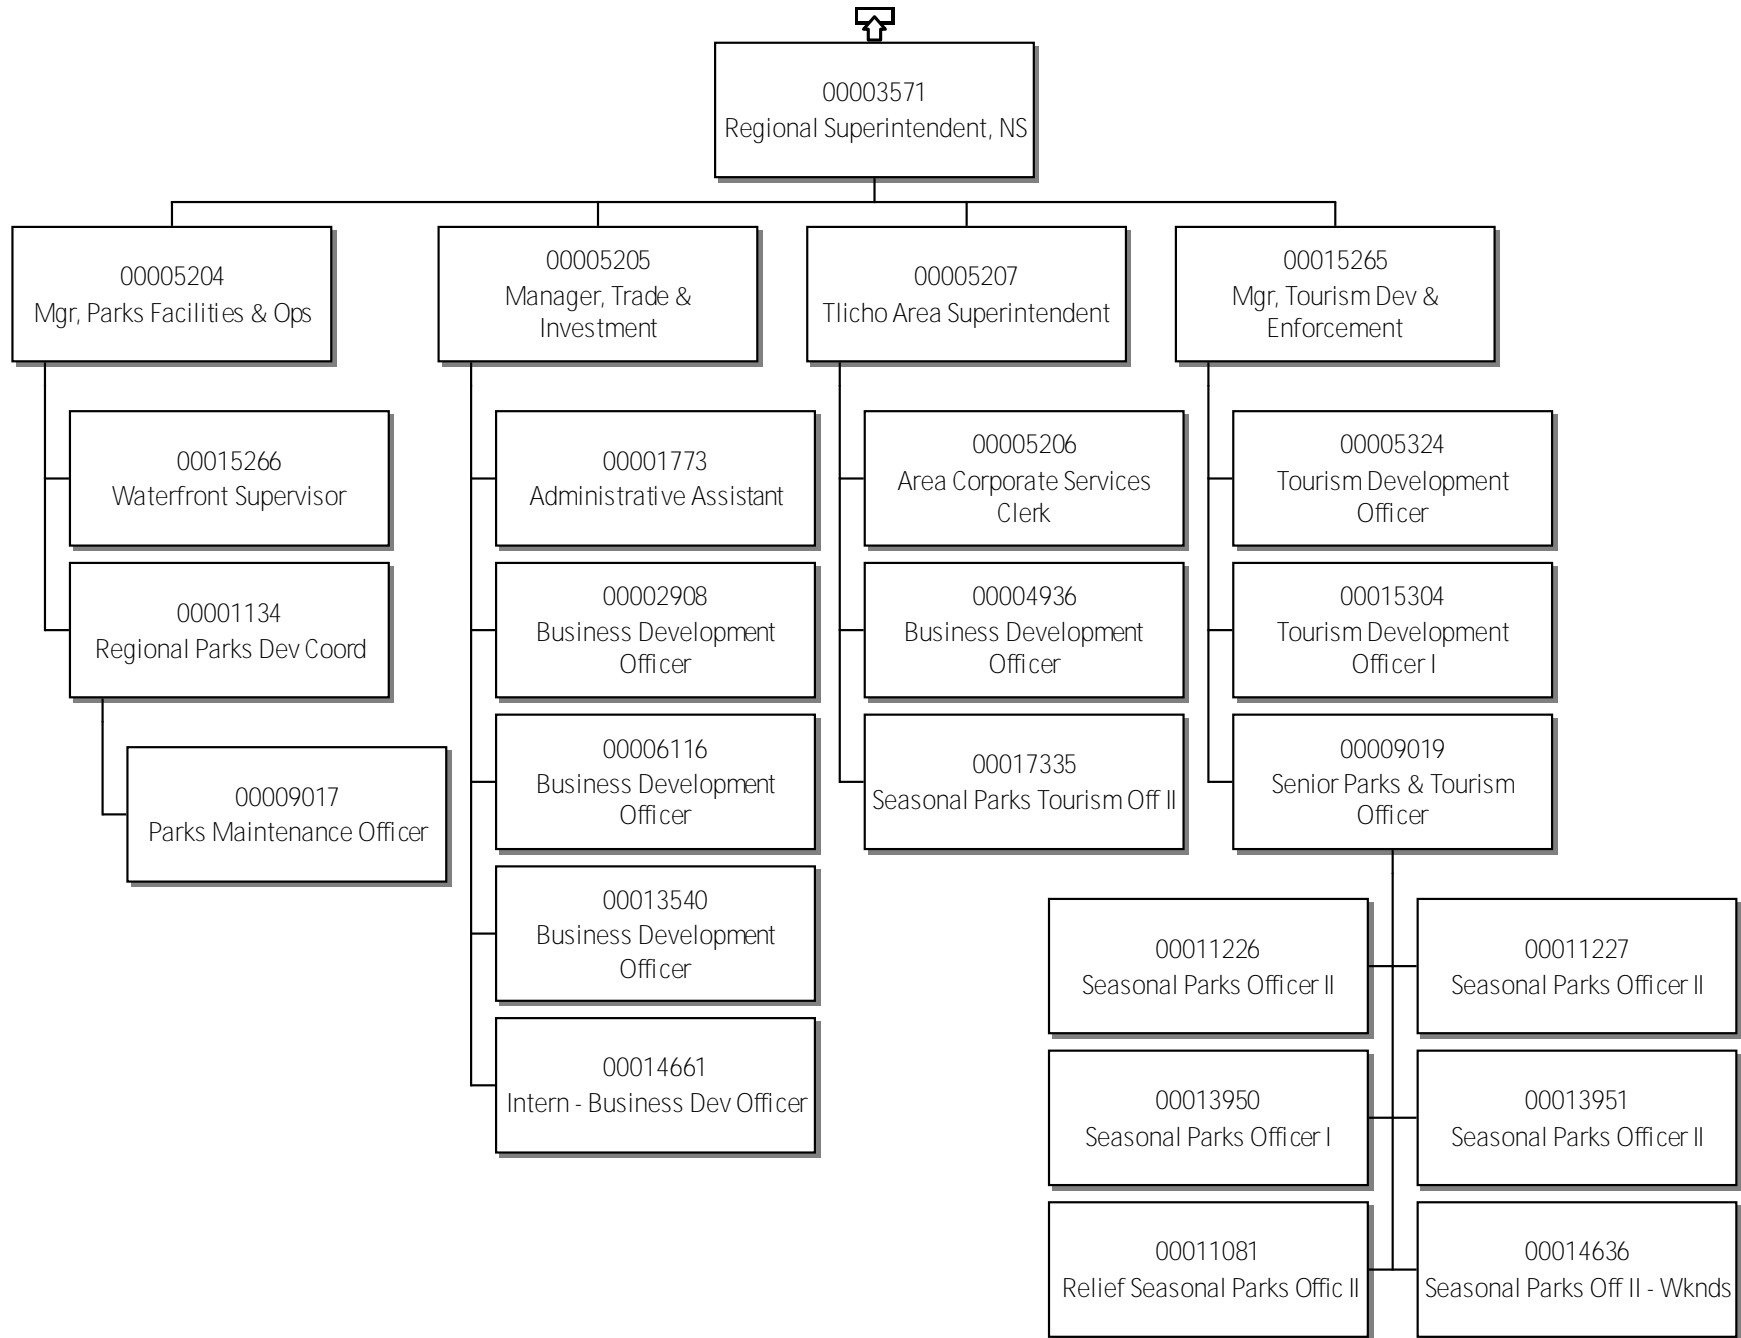 00003571
Regional Superintendent, NS
00005204
Mgr, Parks Facilities & Ops
00005205
Manager, Trade &
Investment
00005207
Tlicho Area Superintendent
00015265
Mgr, Tourism Dev &
Enforcement
00015266
Waterfront Supervisor
00001134
Regional Parks Dev Coord
00009017
Parks Maintenance Officer
00001773
Administrative Assistant
00002908
Business Development
Officer
00006116
Business Development
Officer
00013540
Business Development
Officer
00014661
Intern - Business Dev Officer
00005206
Area Corporate Services
Clerk
00004936
Business Development
Officer
00017335
Seasonal Parks Tourism Off II
00005324
Tourism Development
Officer
00015304
Tourism Development
Officer I
00009019
Senior Parks & Tourism
Officer
00011226
Seasonal Parks Officer II
00011227
Seasonal Parks Officer II
00013950
Seasonal Parks Officer I
00013951
Seasonal Parks Officer II
00011081
Relief Seasonal Parks Offic II
00014636
Seasonal Parks Off II - Wknds